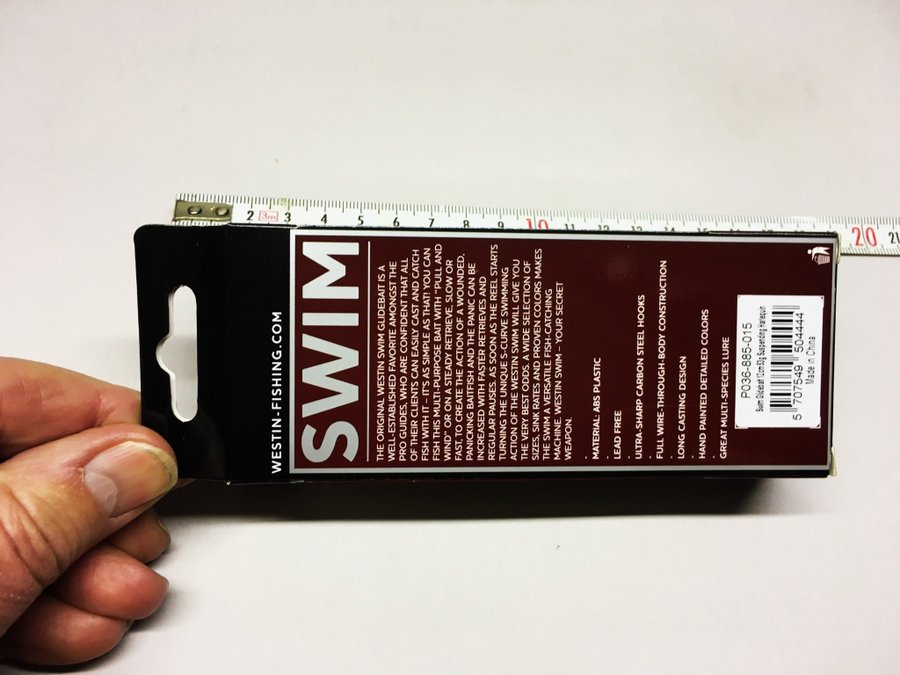 2 3m 3 4 5 6 7 8 9 10 11 12 13 14 15 20
WESTIN-FISHING.COM
SWIM
THE ORIGINAL WESTIN SWIM GLIDEBAIT IS A
WELL ESTABLISHED FAVORITE AMONGST THE
PRO GUIDES, WHO ARE CONFIDENT THAT ALL
OF THEIR CLIENTS CAN EASILY CAST AND CATCH
FISH WITH IT – IT'S AS SIMPLE AS THAT! YOU CAN
FISH THIS MULTI-PURPOSE BAIT WITH "PULL AND
WIND" OR ON A STEADY RETRIEVE, SLOW OR
FAST, TO CREATE THE ACTION OF A WOUNDED,
PANICKING BAITFISH AND THE PANIC CAN BE
INCREASED WITH FASTER RETRIEVES AND
REGULAR PAUSES. AS SOON AS THE REEL STARTS
TURNING THE UNIQUE S-CURVE SWIMMING
ACTION OF THE WESTIN SWIM WILL GIVE YOU
THE VERY BEST ODDS. A WIDE SELECTION OF
SIZES, SINK RATES AND PROVEN COLORS MAKES
THE SWIM A VERSATILE FISH-CATCHING
MACHINE. WESTIN SWIM – YOUR SECRET
WEAPON.
· MATERIAL: ABS PLASTIC
· LEAD FREE
· ULTRA-SHARP CARBON STEEL HOOKS
· FULL WIRE-THROUGH-BODY CONSTRUCTION
· LONG CASTING DESIGN
· HAND PAINTED DETAILED COLORS
· GREAT MULTI-SPECIES LURE
P036-885-015
Swim Glidebait Suspending Harlequin
5 707549 504444
Made in China